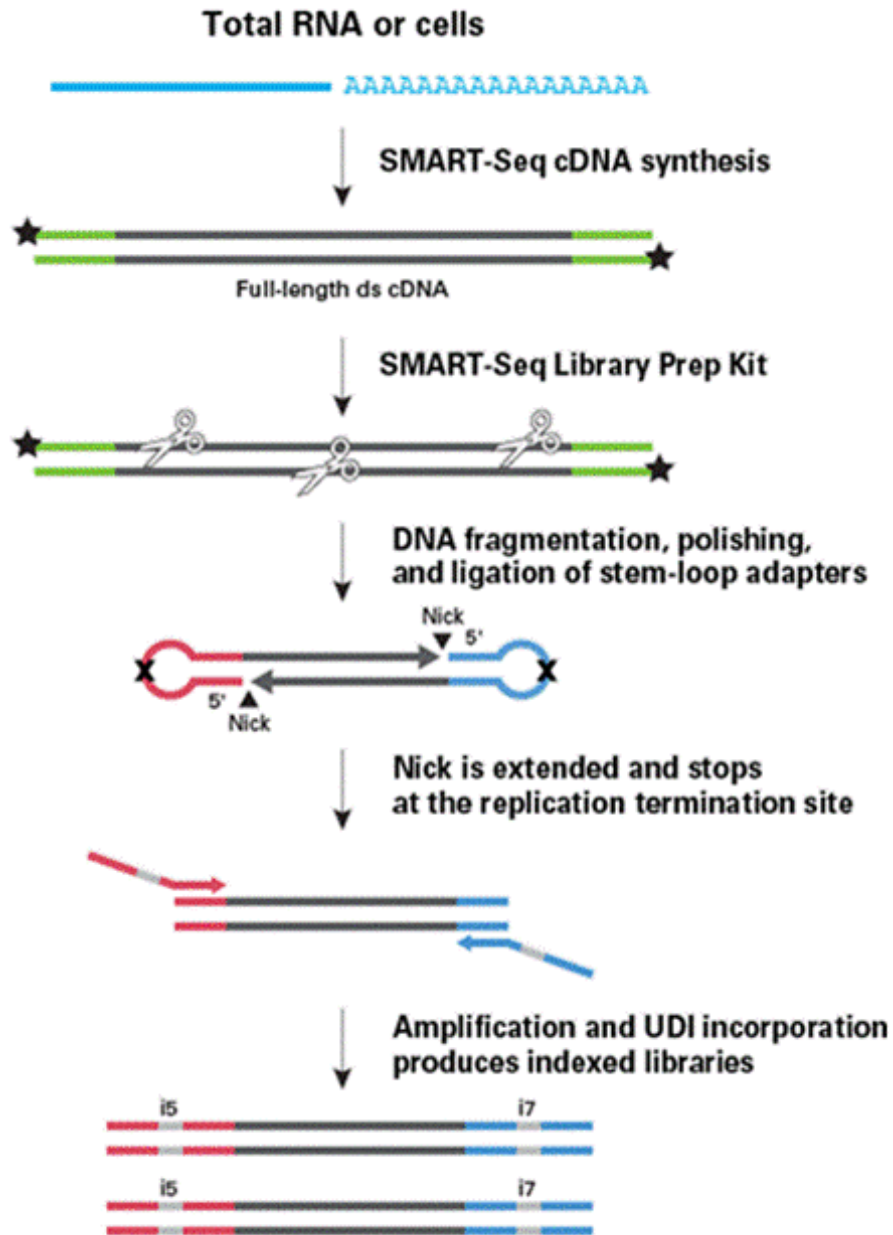 Total RNA or cells
AAAAAAAAAAAAAAAAA
SMART-Seq cDNA synthesis
Full-length ds cDNA
SMART-Seq Library Prep Kit
DNA fragmentation, polishing,
and ligation of stem-loop adapters
Nick
5'
X
X
5'
Nick
Nick is extended and stops
at the replication termination site
Amplification and UDI incorporation
produces indexed libraries
i5
i7
i5
i7